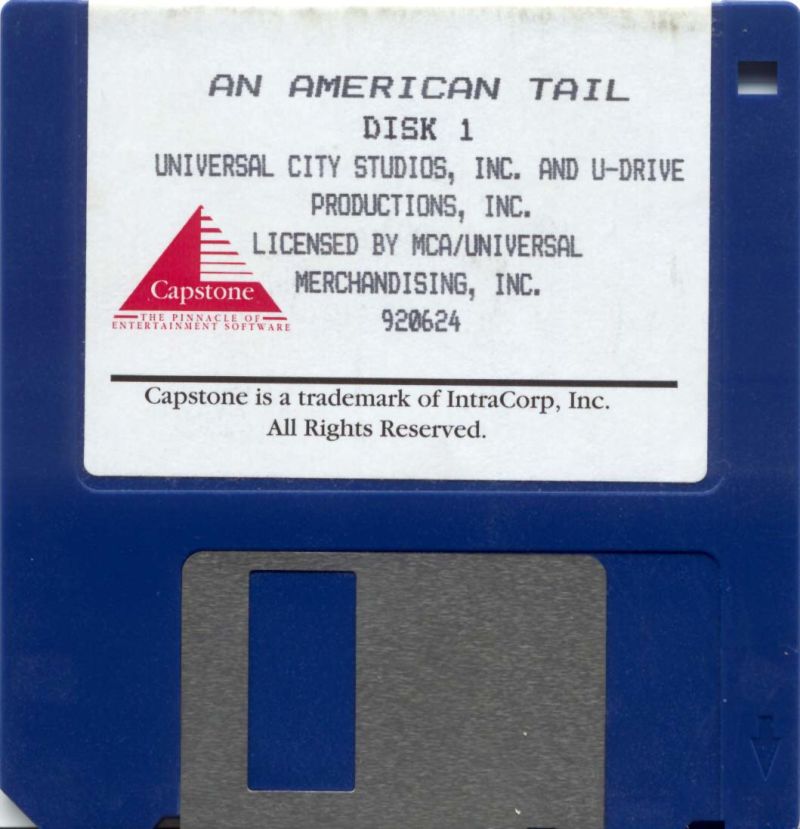 AN AMERICAN TAIL
DISK 1
UNIVERSAL CITY STUDIOS, INC. AND U-DRIVE
PRODUCTIONS, INC.
LICENSED BY MCA/UNIVERSAL
MERCHANDISING, INC.
920624
Capstone
THE PINNACLE OF
ENTERTAINMENT SOFTWARE
Capstone is a trademark of IntraCorp, Inc.
All Rights Reserved.